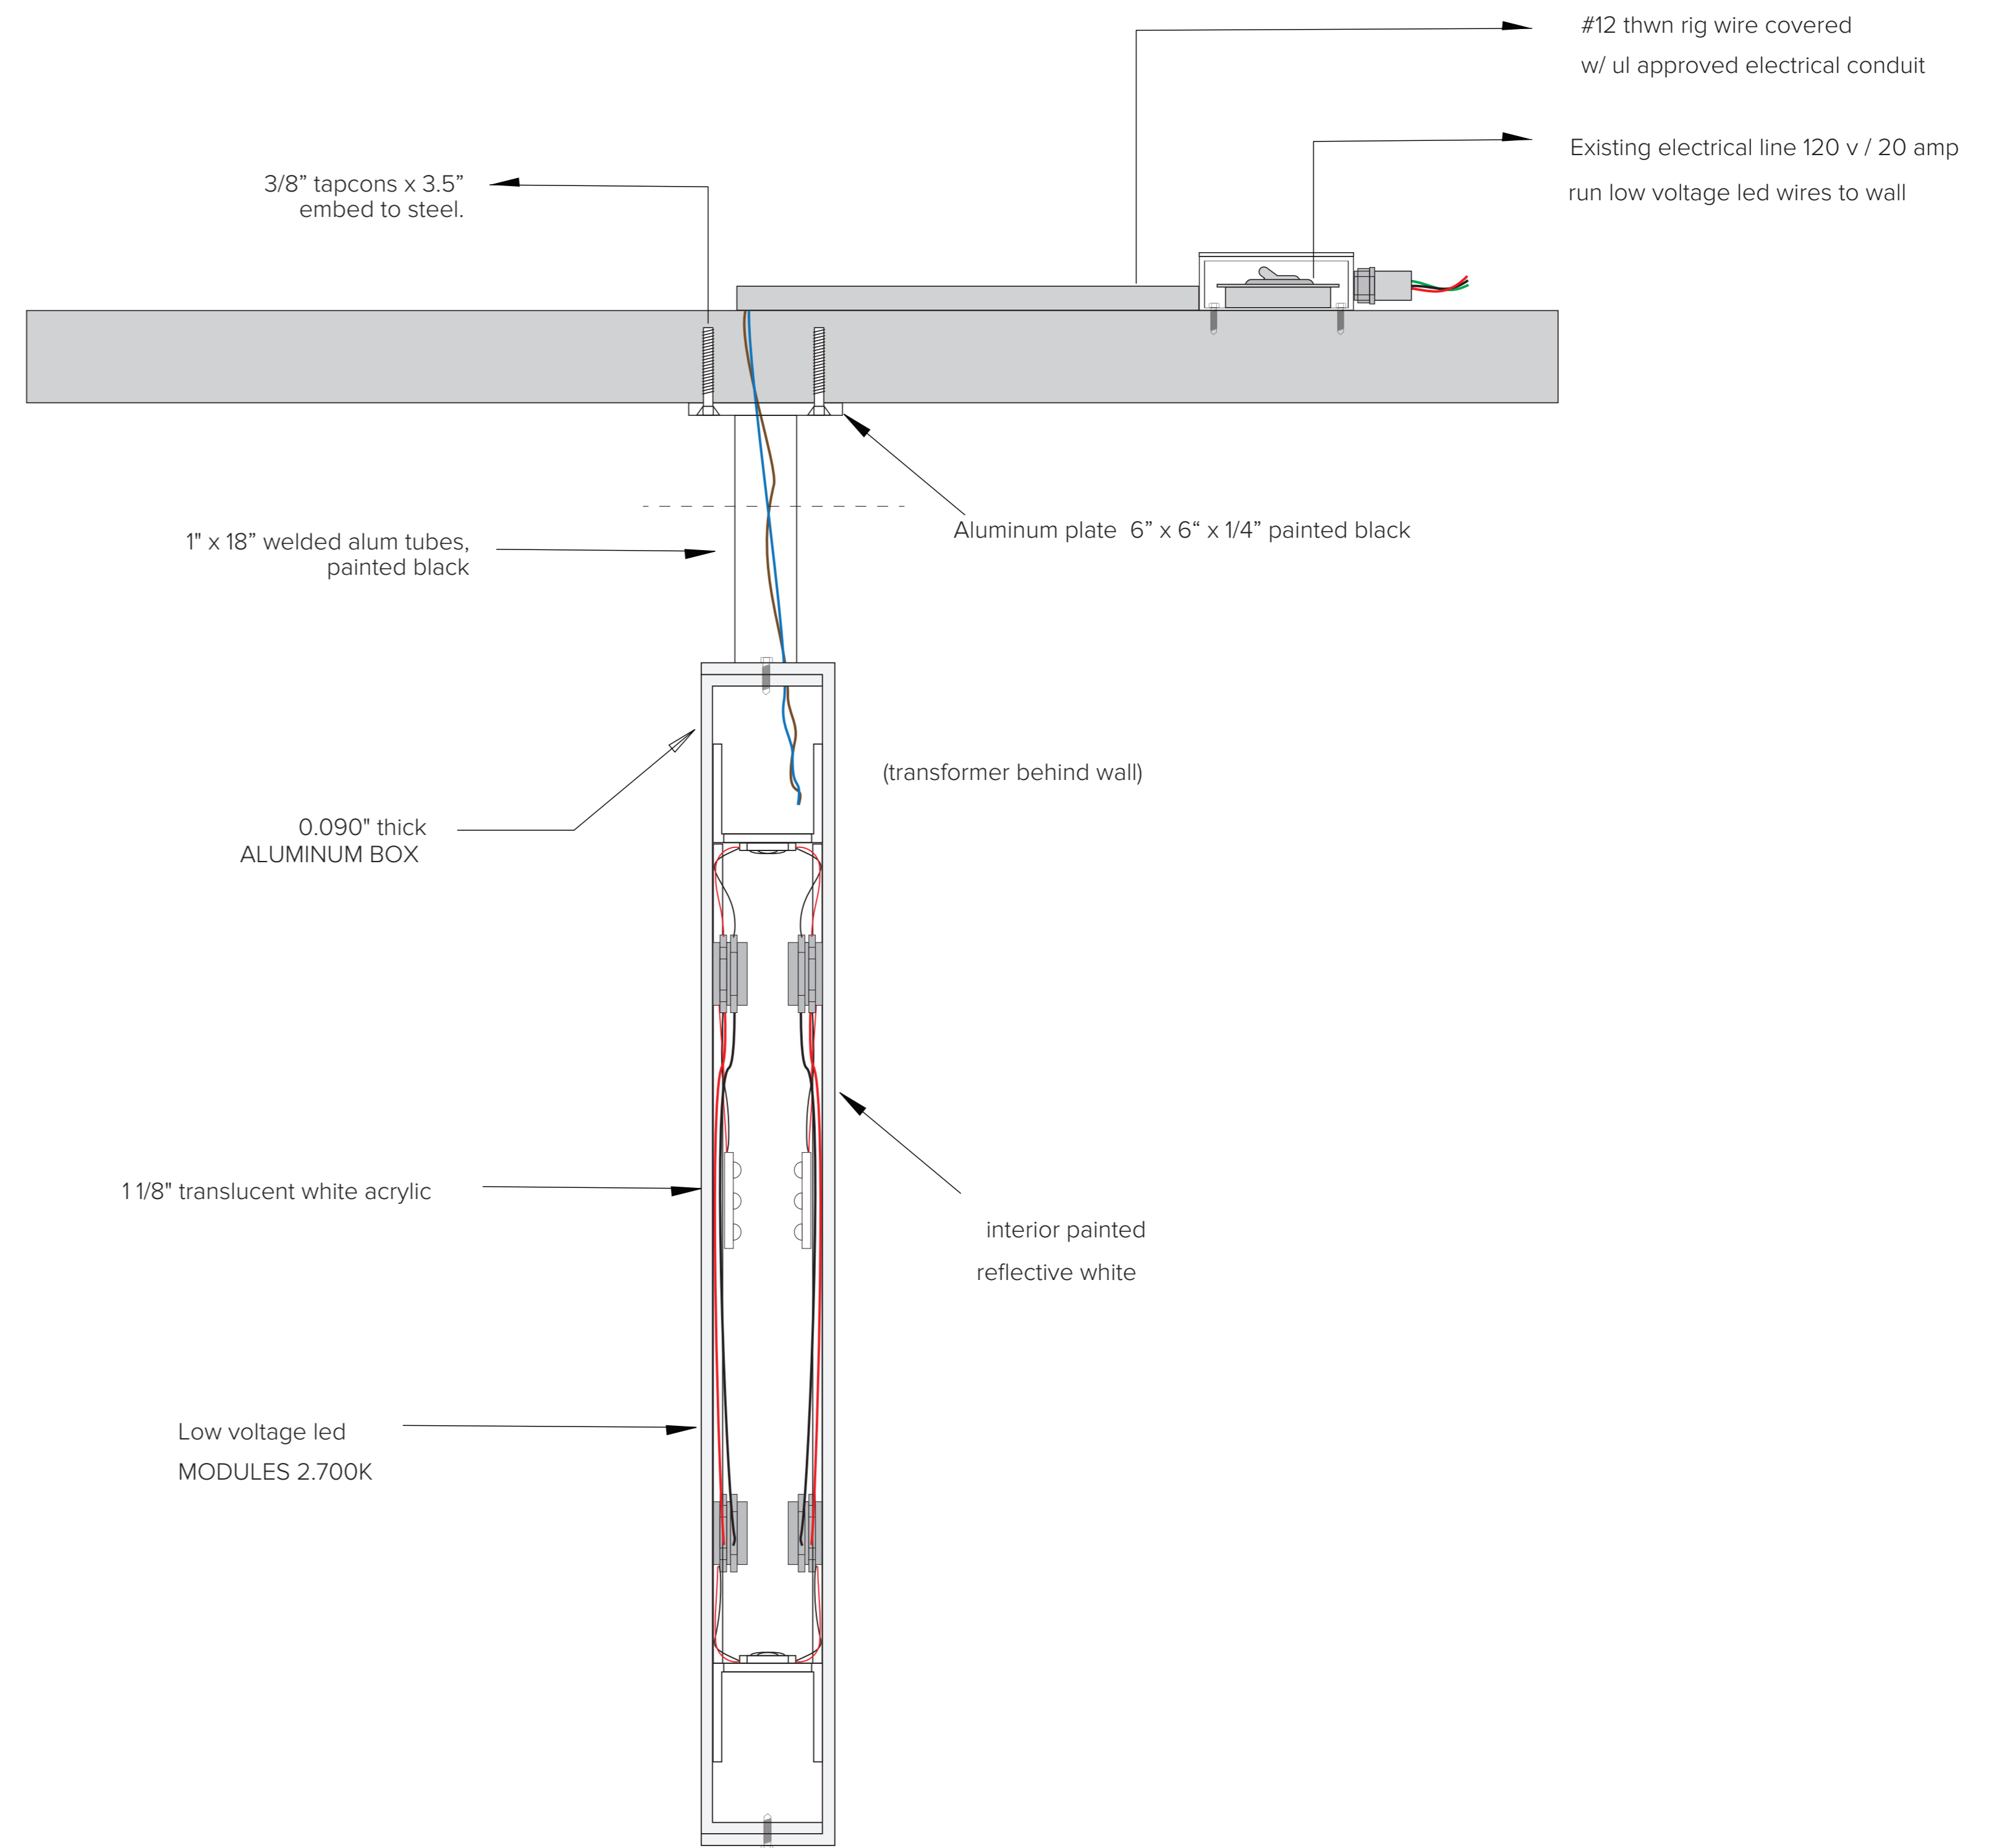 #12 thwn rig wire covered
w/ ul approved electrical conduit
Existing electrical line 120 v / 20 amp
run low voltage led wires to wall
3/8” tapcons x 3.5”
embed to steel.
Aluminum plate 6” x 6“ x 1/4” painted black
1" x 18” welded alum tubes,
painted black
(transformer behind wall)
0.090" thick
ALUMINUM BOX
1 1/8" translucent white acrylic
interior painted
reflective white
Low voltage led
MODULES 2.700K